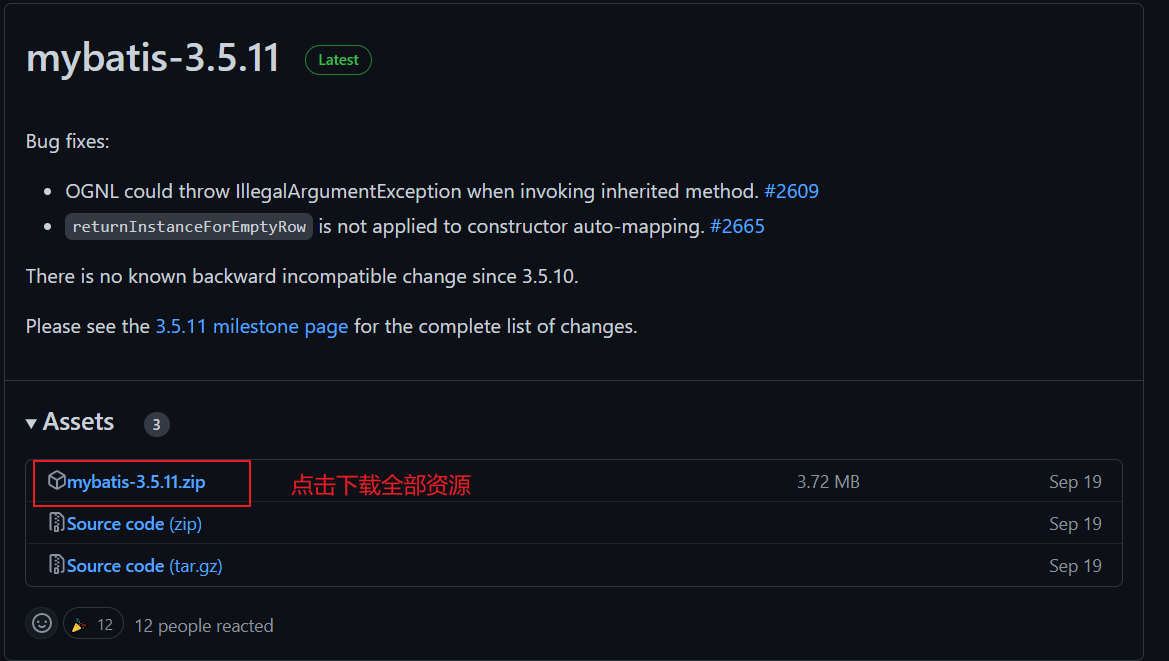 mybatis-3.5.11 Latest
Bug fixes:
OGNL could throw IllegalArgumentException when invoking inherited method. #2609
returnInstanceForEmptyRow is not applied to constructor auto-mapping. #2665
There is no known backward incompatible change since 3.5.10.
Please see the 3.5.11 milestone page for the complete list of changes.
Assets 3
mybatis-3.5.11.zip 点击下载全部资源 3.72 MB Sep 19
Source code (zip) Sep 19
Source code (tar.gz) Sep 19
12 12 people reacted